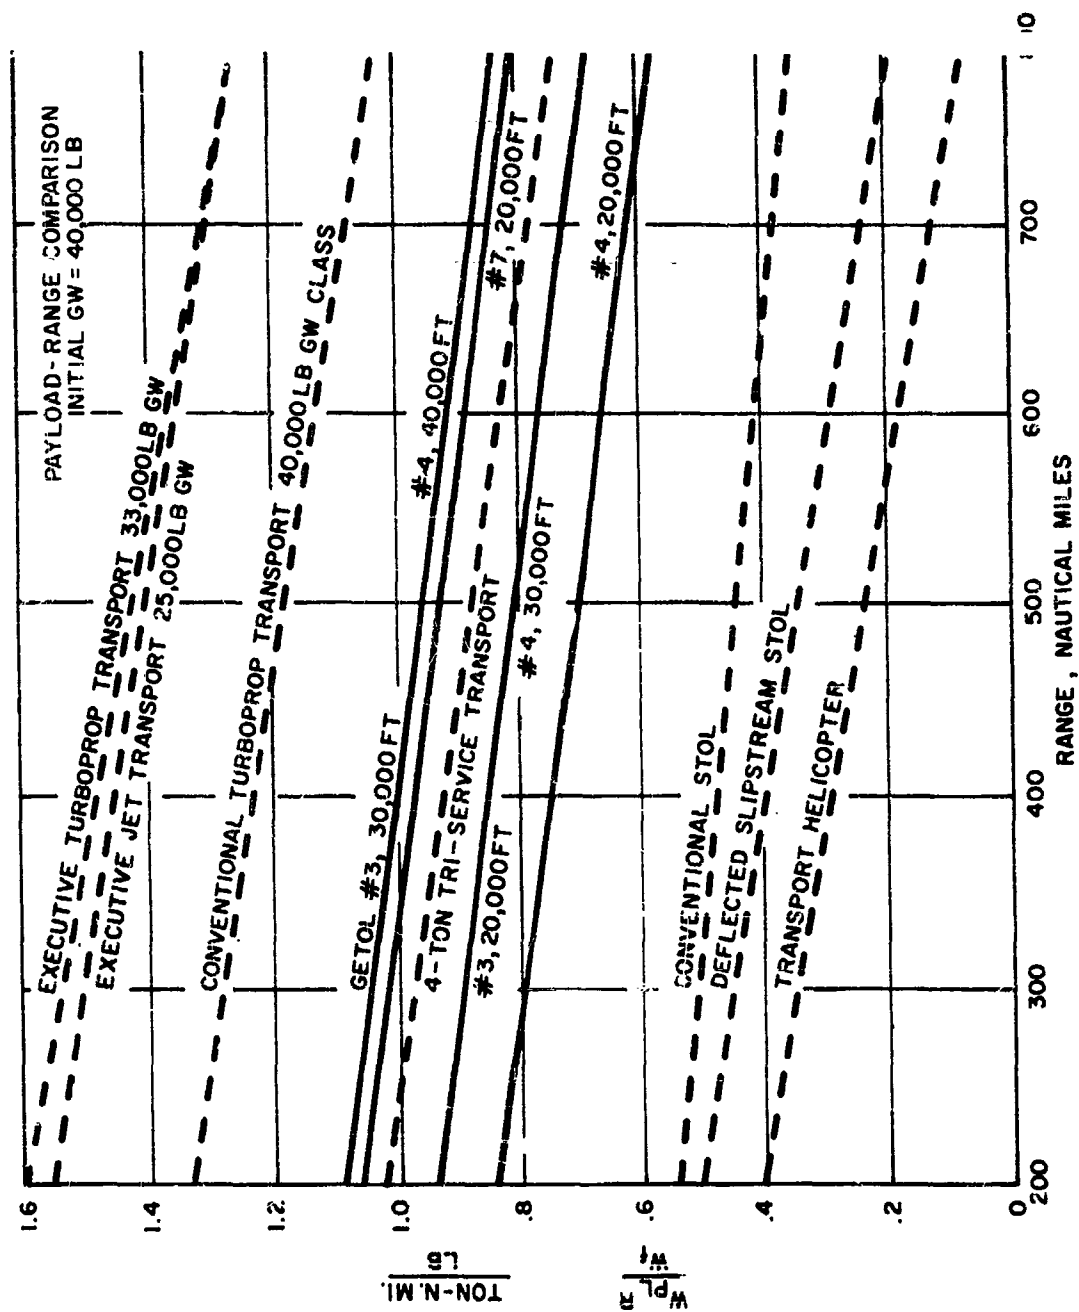 PAYLOAD-RANGE COMPARISON
INITIAL GW = 40,000 LB
EXECUTIVE TURBOPROP TRANSPORT 33,000LB GW
EXECUTIVE JET TRANSPORT 25,000LB GW
CONVENTIONAL TURBOPROP TRANSPORT 40,000LB GW CLASS
GETOL #3, 30,000FT
#4, 40,000FT
#7, 20,000FT
4-TON TRI-SERVICE TRANSPORT
#3, 20,000FT
#4, 30,000FT
#4, 20,000FT
CONVENTIONAL STOL
DEFLECTED SLIPSTREAM STOL
TRANSPORT HELICOPTER
1.6
1.4
1.2
1.0
.8
.6
.4
.2
0
TON-N.MI.
LB
W PL R
W f
200
300
400
500
600
700
RANGE, NAUTICAL MILES